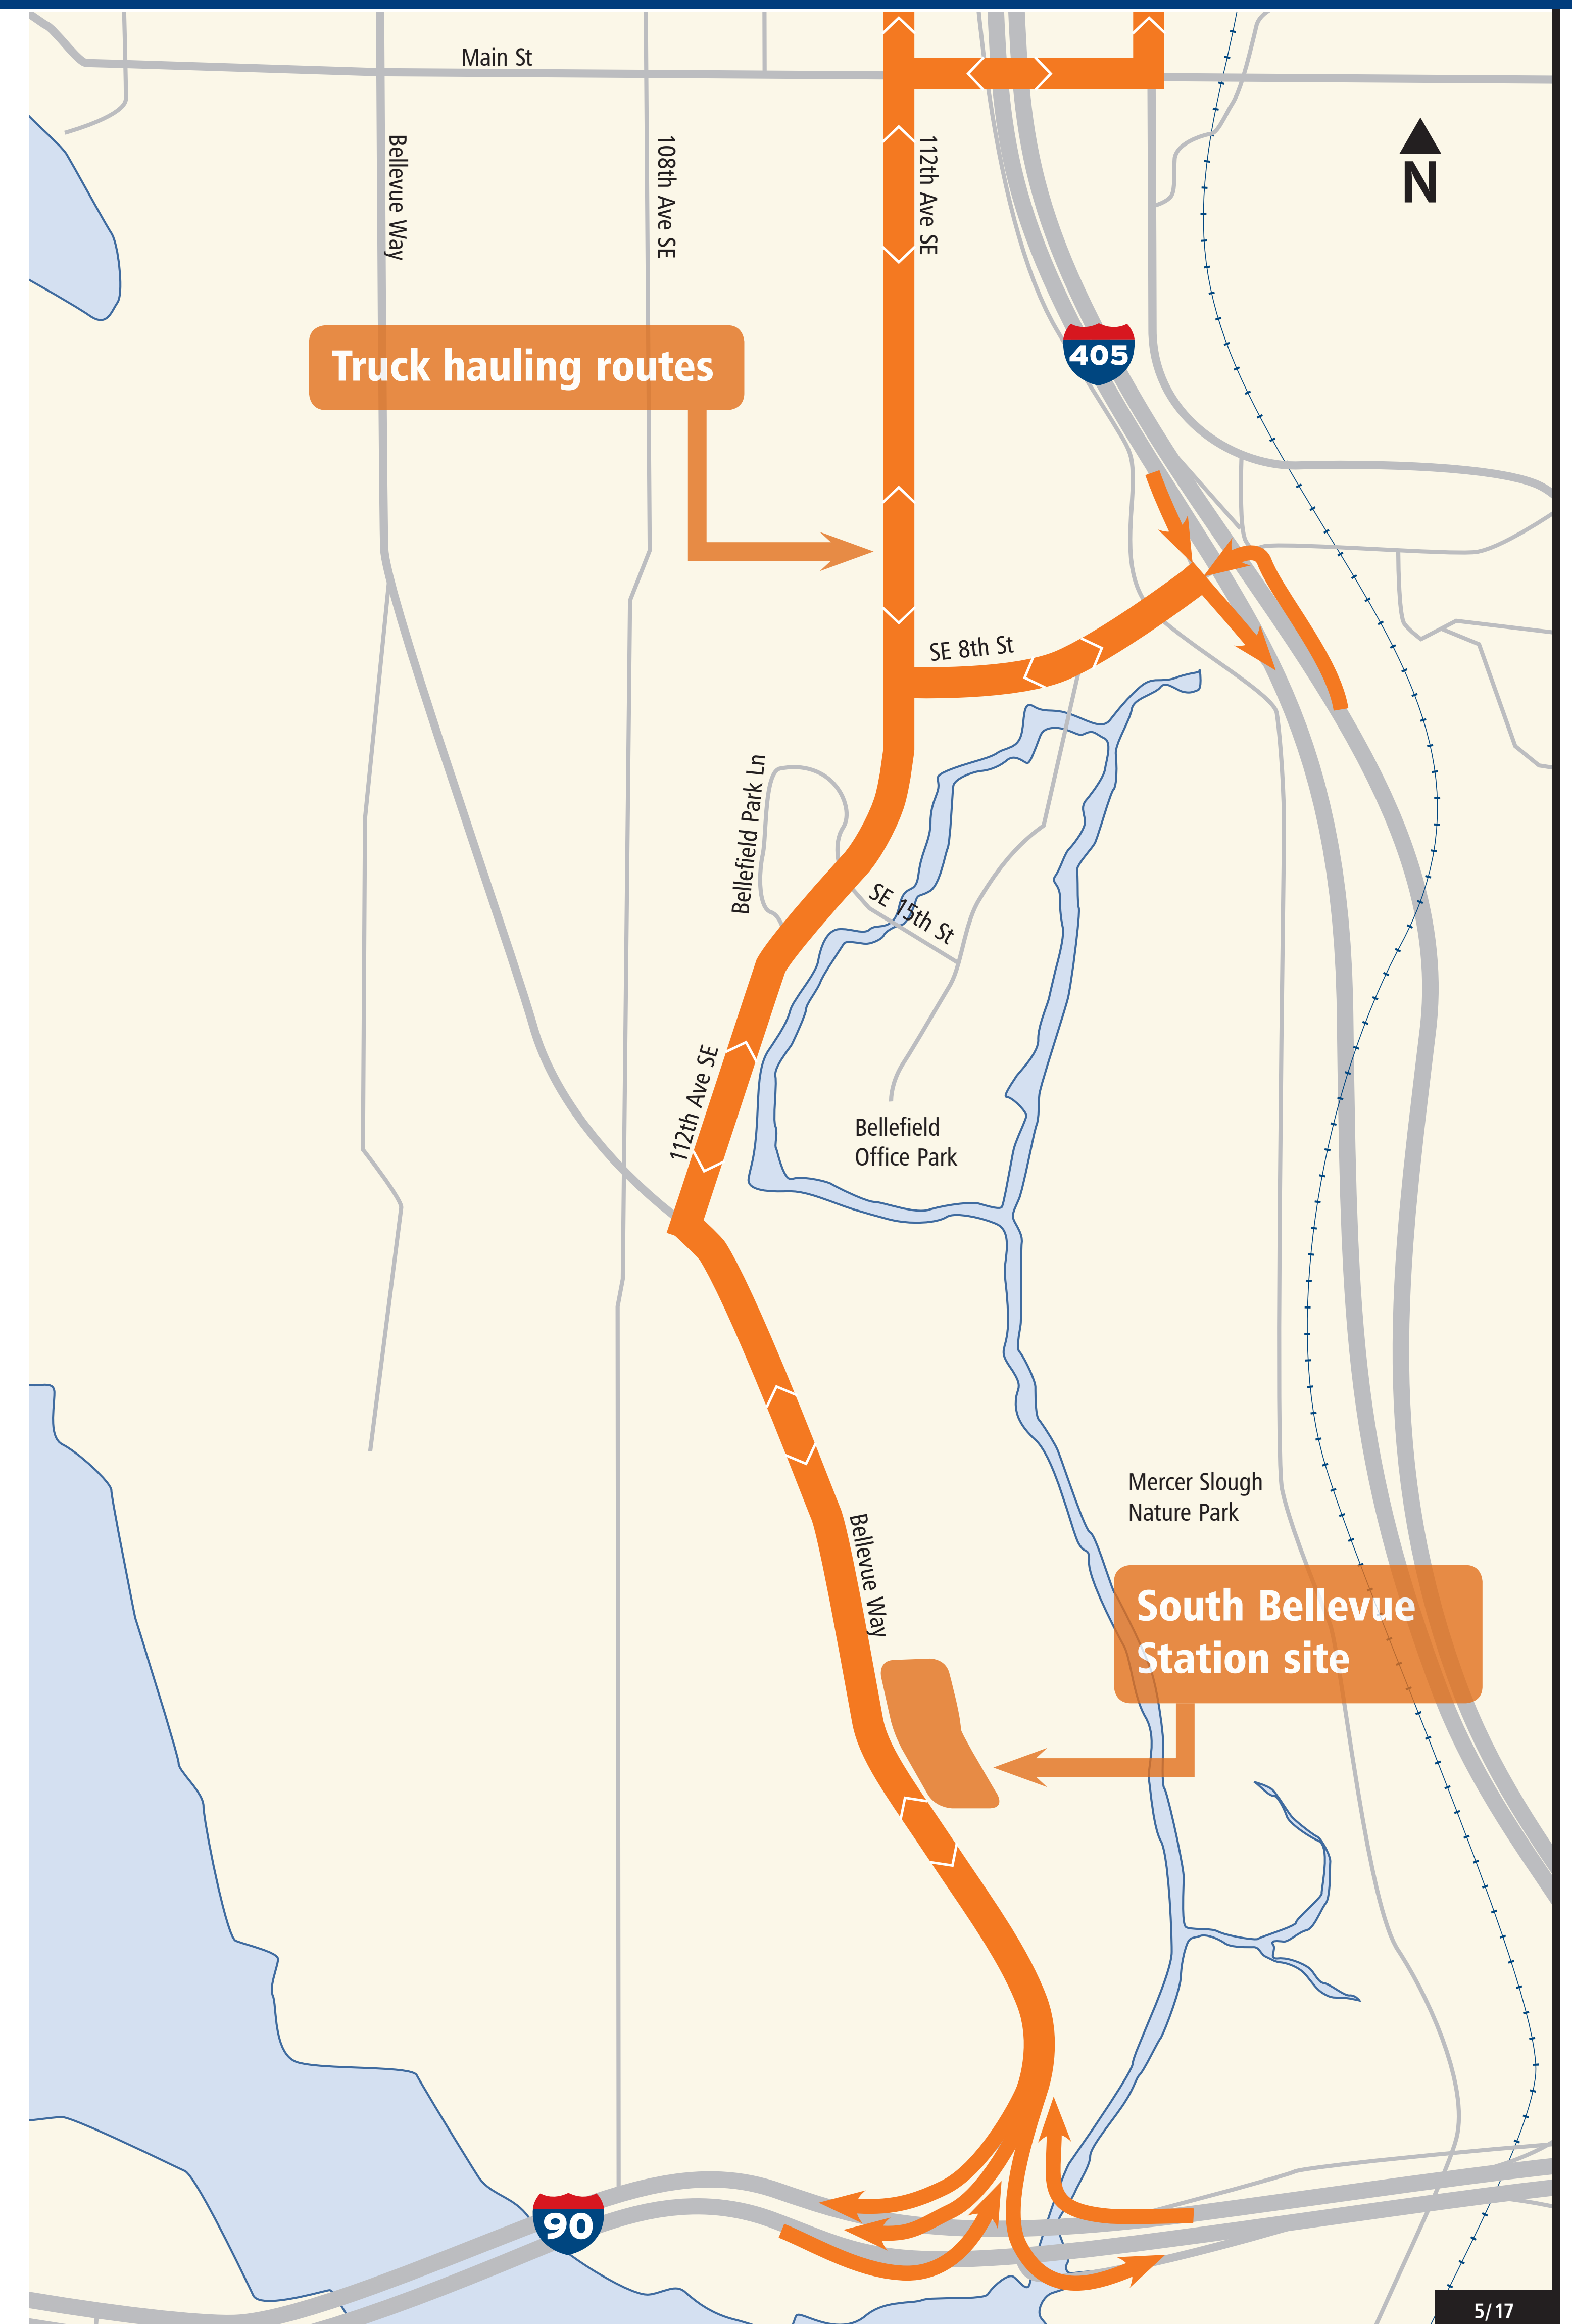 Main St
Bellevue Way
108th Ave SE
112th Ave SE
N
405
Truck hauling routes
SE 8th St
Bellefield Park Ln
SE 15th St
112th Ave SE
Bellefield
Office Park
Mercer Slough
Nature Park
Bellevue Way
South Bellevue
Station site
90
5/17